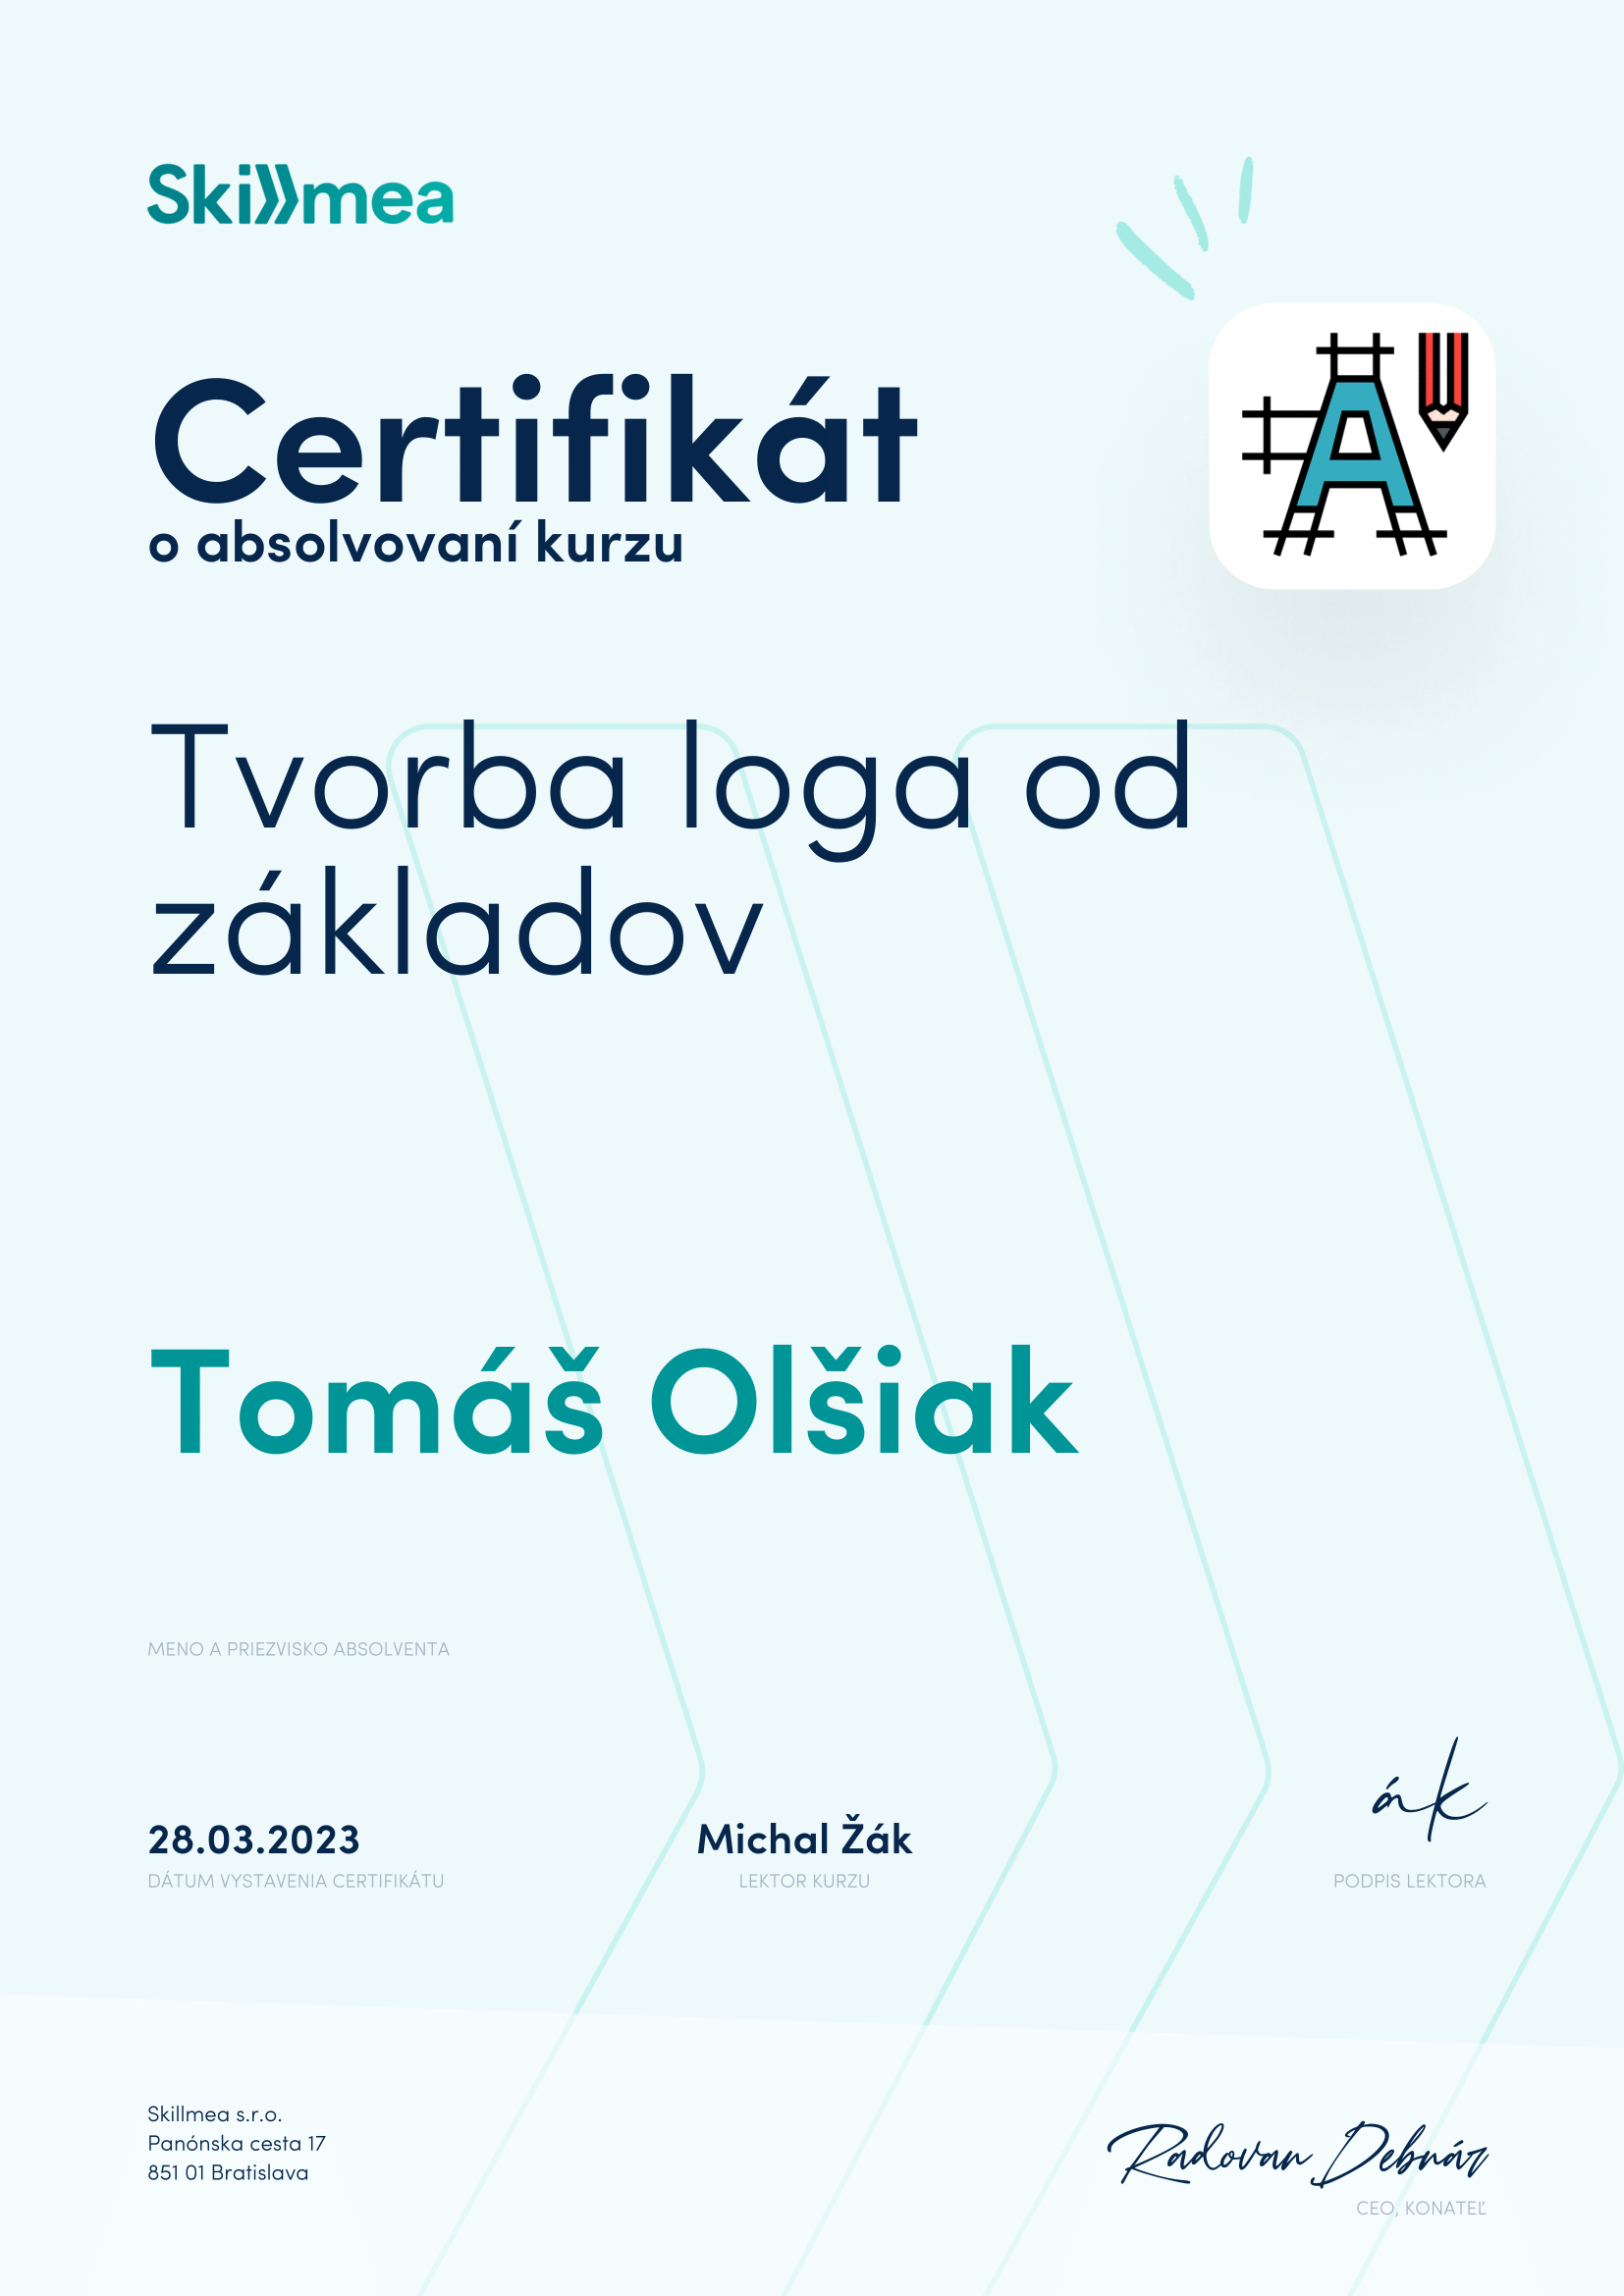 Skillmea
Certifikát
o absolvovaní kurzu
Tvorba loga od
základov
Tomáš Olšiak
MENO A PRIEZVISKO ABSOLVENTA
ák
28.03.2023
Michal Žák
DÁTUM VYSTAVENIA CERTIFIKÁTU
LEKTOR KURZU
PODPIS LEKTORA
Skillmea s.r.o.
Panónska cesta 17
851 01 Bratislava
Radovan Debnár
CEO, KONATEĽ